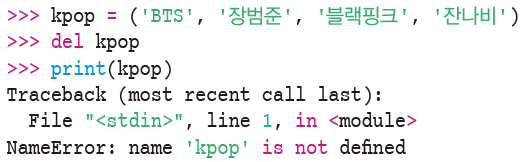 >>> kpop = ('BTS', '장범준', '블랙핑크', '잔나비')
>>> del kpop
>>> print(kpop)
Traceback (most recent call last):
  File "<stdin>", line 1, in <module>
NameError: name 'kpop' is not defined